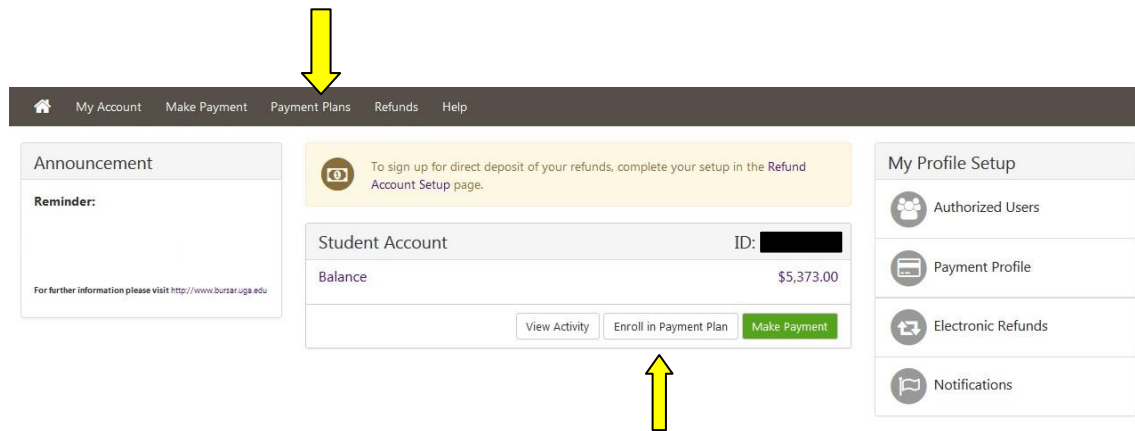 My Account Make Payment Payment Plans Refunds Help
Announcement
Reminder:
For further information please visit http://www.bursar.uga.edu
To sign up for direct deposit of your refunds, complete your setup in the Refund
Account Setup page.
Student Account ID:
Balance $5,373.00
View Activity Enroll in Payment Plan Make Payment
My Profile Setup
Authorized Users
Payment Profile
Electronic Refunds
Notifications